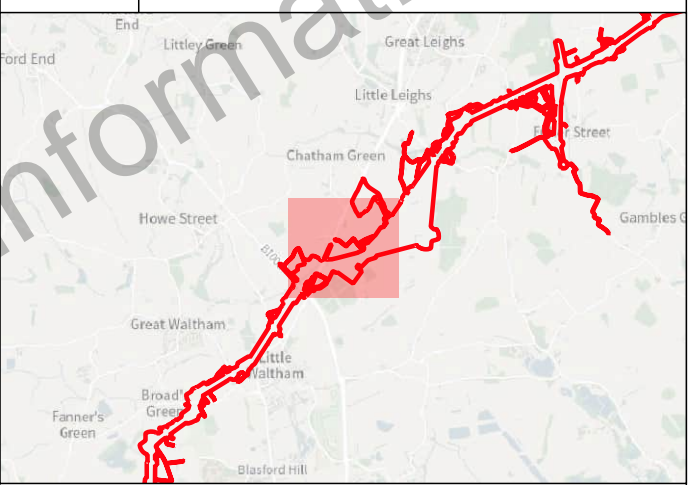 End
Littley Green
Great Leighs
Ford End
Little Leighs
Chatham Green
Howe Street
Gambles
Great Waltham
Little
Waltham
Broad's
Green
Fanner's
Green
Blasford Hill